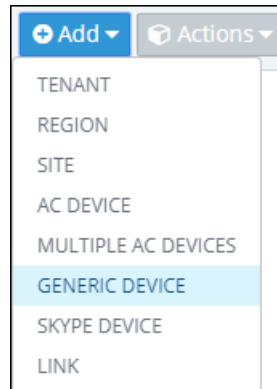 Add Actions
TENANT
REGION
SITE
AC DEVICE
MULTIPLE AC DEVICES
GENERIC DEVICE
SKYPE DEVICE
LINK